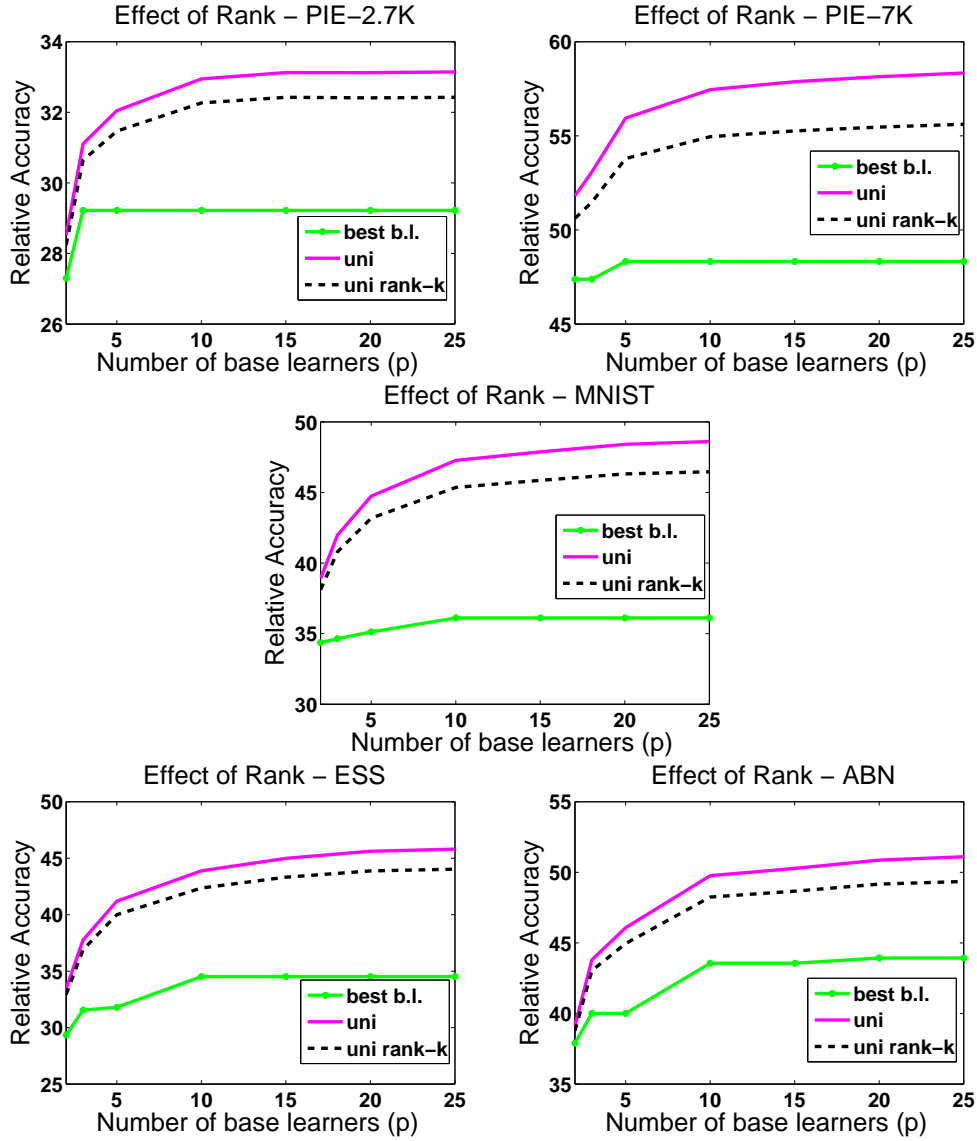 Effect of Rank − PIE−2.7K
34
32
30
28
26
Relative Accuracy
best b.l.
uni
uni rank−k
5 10 15 20 25
Number of base learners (p)
Effect of Rank − PIE−7K
60
55
50
45
Relative Accuracy
best b.l.
uni
uni rank−k
5 10 15 20 25
Number of base learners (p)
Effect of Rank − MNIST
50
45
40
35
30
Relative Accuracy
best b.l.
uni
uni rank−k
5 10 15 20 25
Number of base learners (p)
Effect of Rank − ESS
50
45
40
35
30
25
Relative Accuracy
best b.l.
uni
uni rank−k
5 10 15 20 25
Number of base learners (p)
Effect of Rank − ABN
55
50
45
40
35
Relative Accuracy
best b.l.
uni
uni rank−k
5 10 15 20 25
Number of base learners (p)